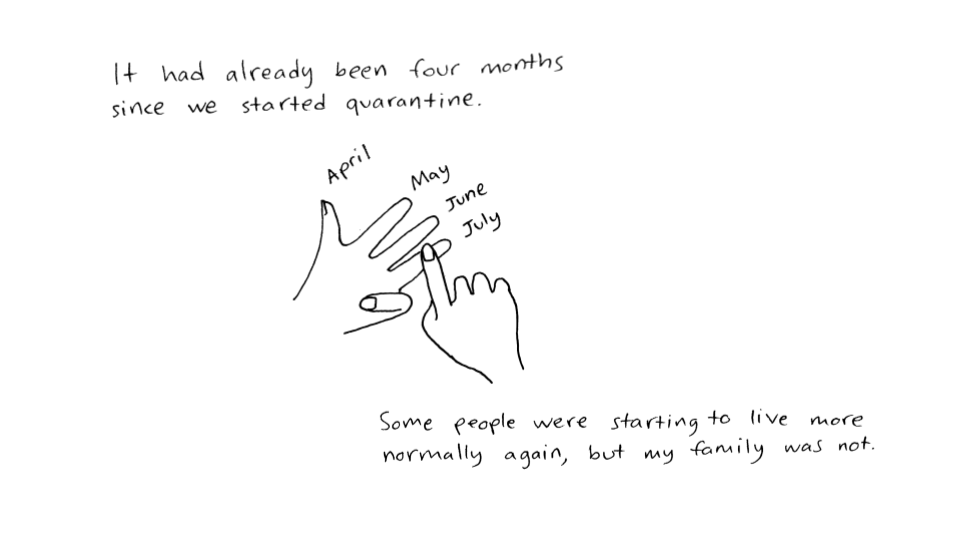 It had already been four months
since we started quarantine.
April
May
June
July
Some people were starting to live more
normally again, but my family was not.